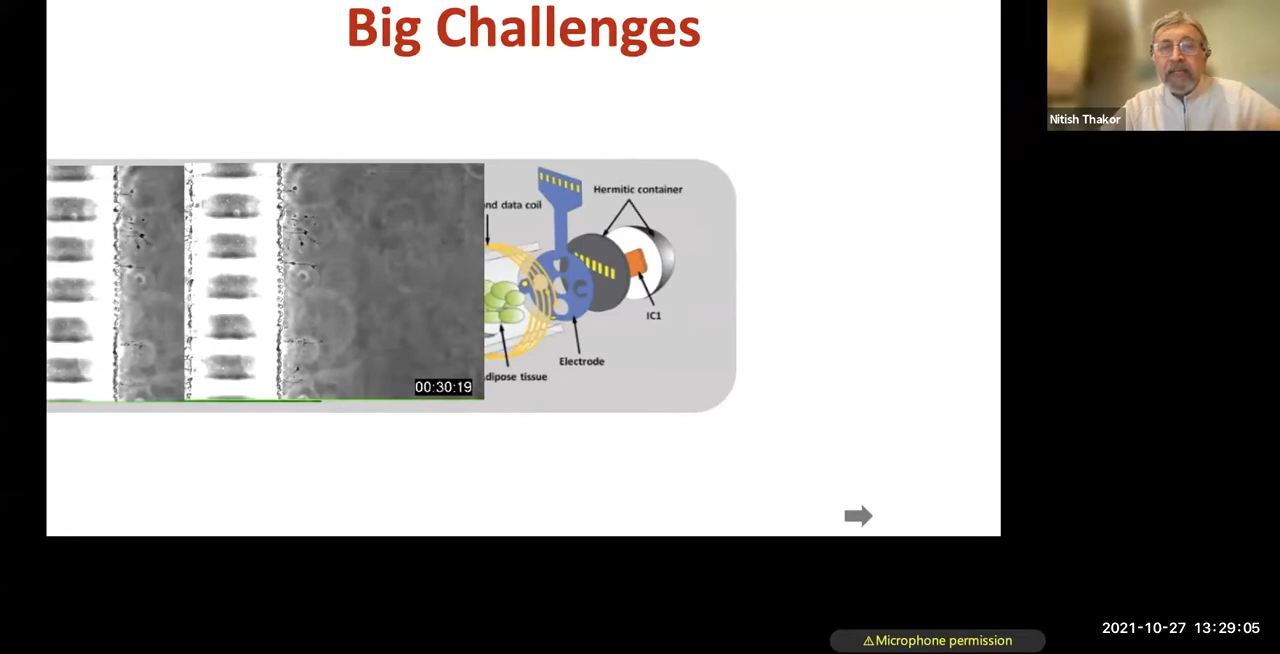 Big Challenges
Nitish Thakor
Hermitic container
nd data coil
IC1
Electrode
dipose tissue
00:30:19
2021-10-27 13:29:05
⚠Microphone permission